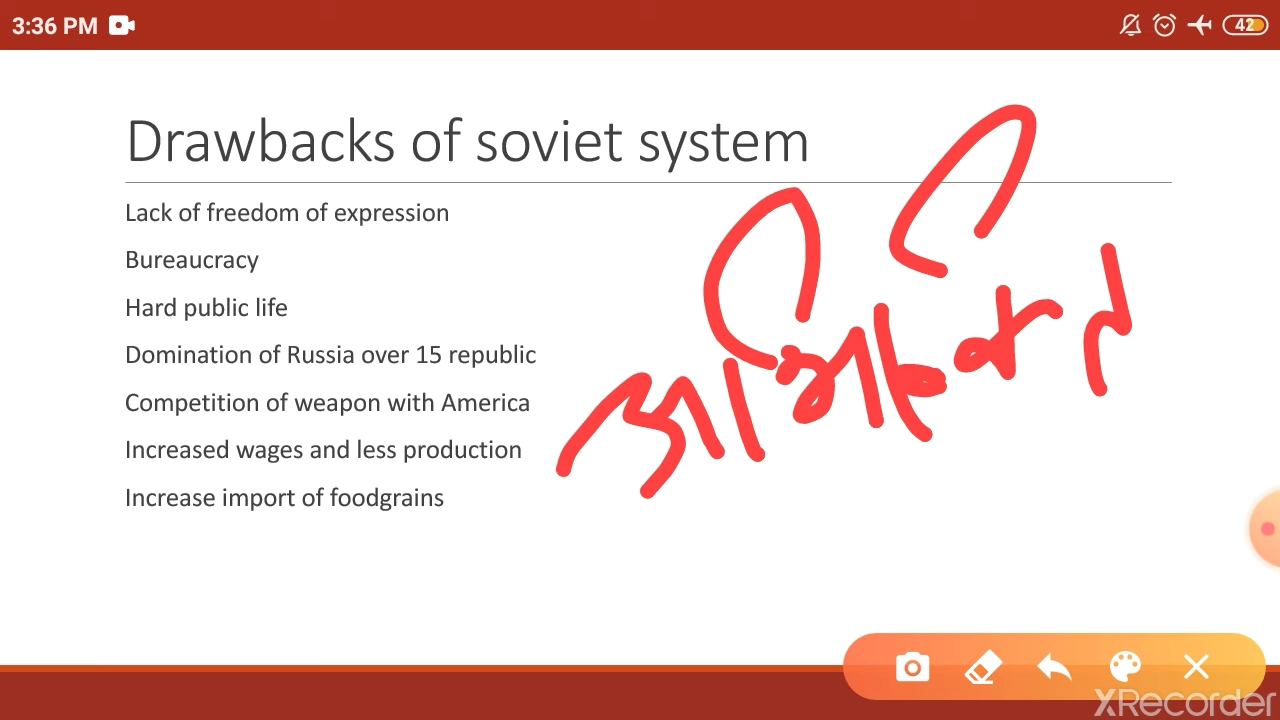 3:36 PM
42
Drawbacks of soviet system
Lack of freedom of expression
Bureaucracy
Hard public life
Domination of Russia over 15 republic
Competition of weapon with America
Increased wages and less production
Increase import of foodgrains
XRecorder